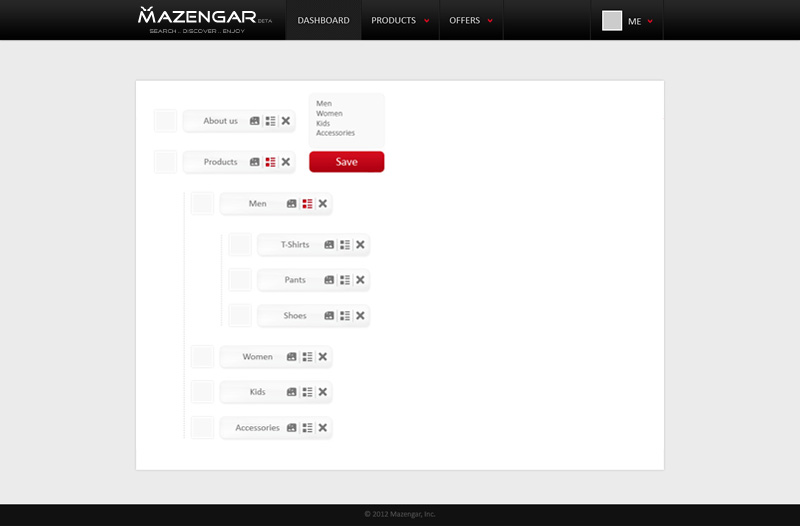 MAZENGAR BETA
SEARCH .. DISCOVER .. ENJOY
DASHBOARD
PRODUCTS
OFFERS
ME
About us
Men
Women
Kids
Accessories
Products
Save
Men
T-Shirts
Pants
Shoes
Women
Kids
Accessories
© 2012 Mazengar, Inc.